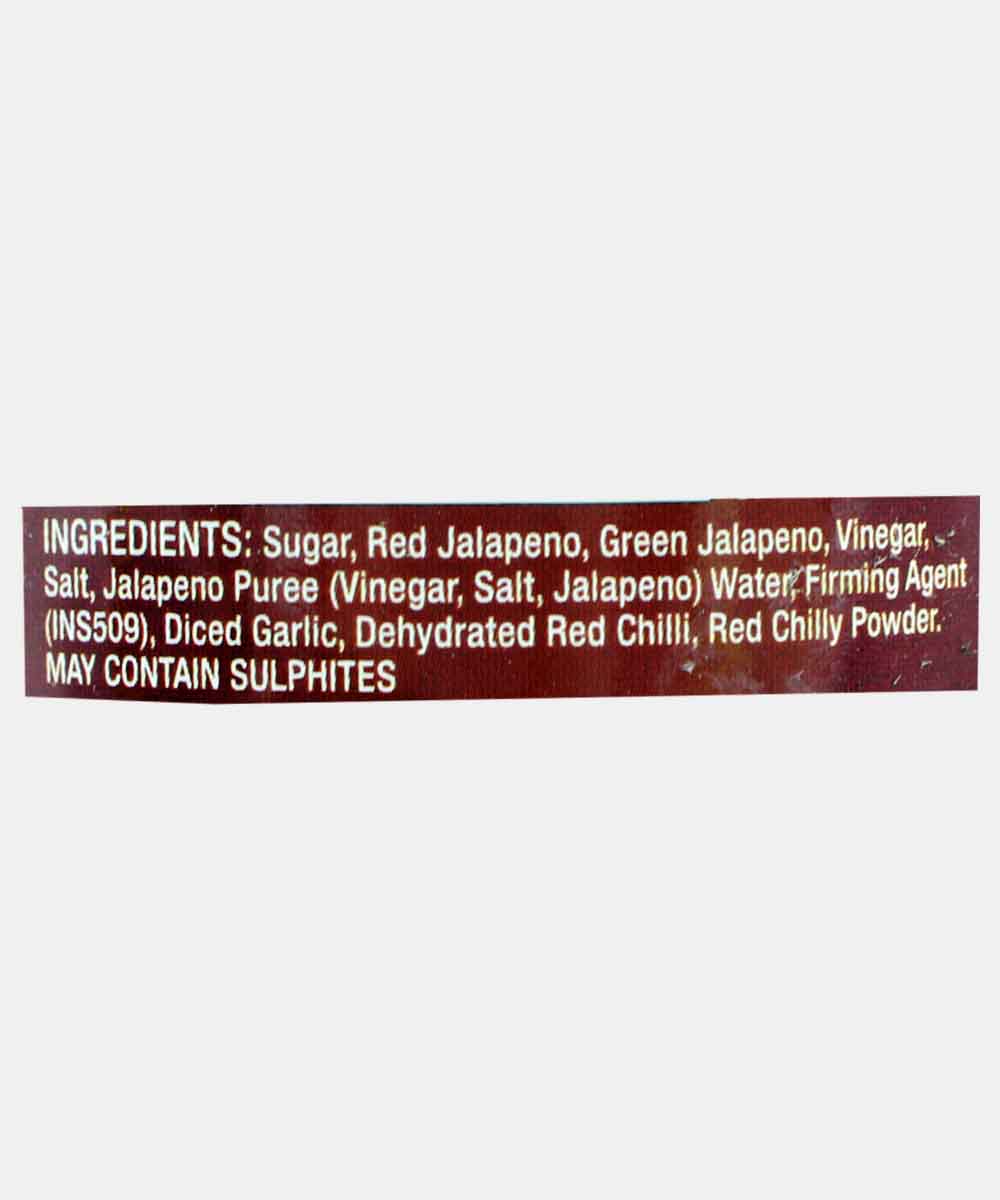 INGREDIENTS: Sugar, Red Jalapeno, Green Jalapeno, Vinegar,
Salt, Jalapeno Puree (Vinegar, Salt, Jalapeno) Water, Firming Agent
(INS509), Diced Garlic, Dehydrated Red Chilli, Red Chilly Powder.
MAY CONTAIN SULPHITES